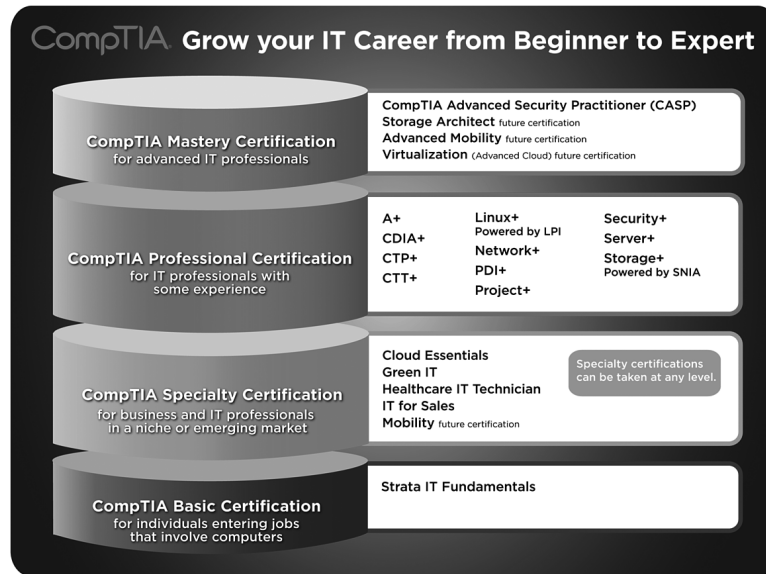 CompTIA. Grow your IT Career from Beginner to Expert
CompTIA Mastery Certification
for advanced IT professionals
CompTIA Advanced Security Practitioner (CASP)
Storage Architect future certification
Advanced Mobility future certification
Virtualization (Advanced Cloud) future certification
CompTIA Professional Certification
for IT professionals with
some experience
A+
CDIA+
CTP+
CTT+
Linux+
Powered by LPI
Network+
PDI+
Project+
Security+
Server+
Storage+
Powered by SNIA
CompTIA Specialty Certification
for business and IT professionals
in a niche or emerging market
Cloud Essentials
Green IT
Healthcare IT Technician
IT for Sales
Mobility future certification
Specialty certifications
can be taken at any level.
CompTIA Basic Certification
for individuals entering jobs
that involve computers
Strata IT Fundamentals